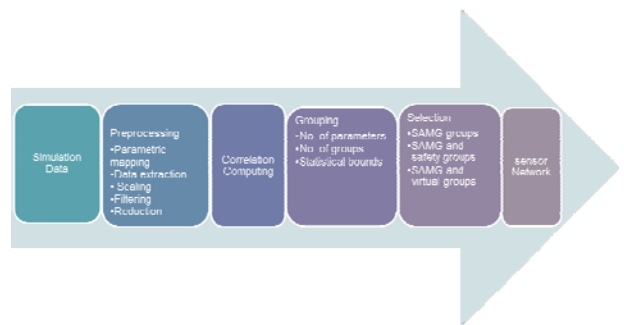 Simulation
Data
Preprocessing
•Parametric
mapping
-Data extraction
• Scaling
•Filtering
•Reduction
Correlation
Computing
Grouping
-No. of parameters
•No. of groups
•Statistical bounds
Selection
•SAMG groups
•SAMG and
safety groups
•SAMG and
virtual groups
sensor
Network